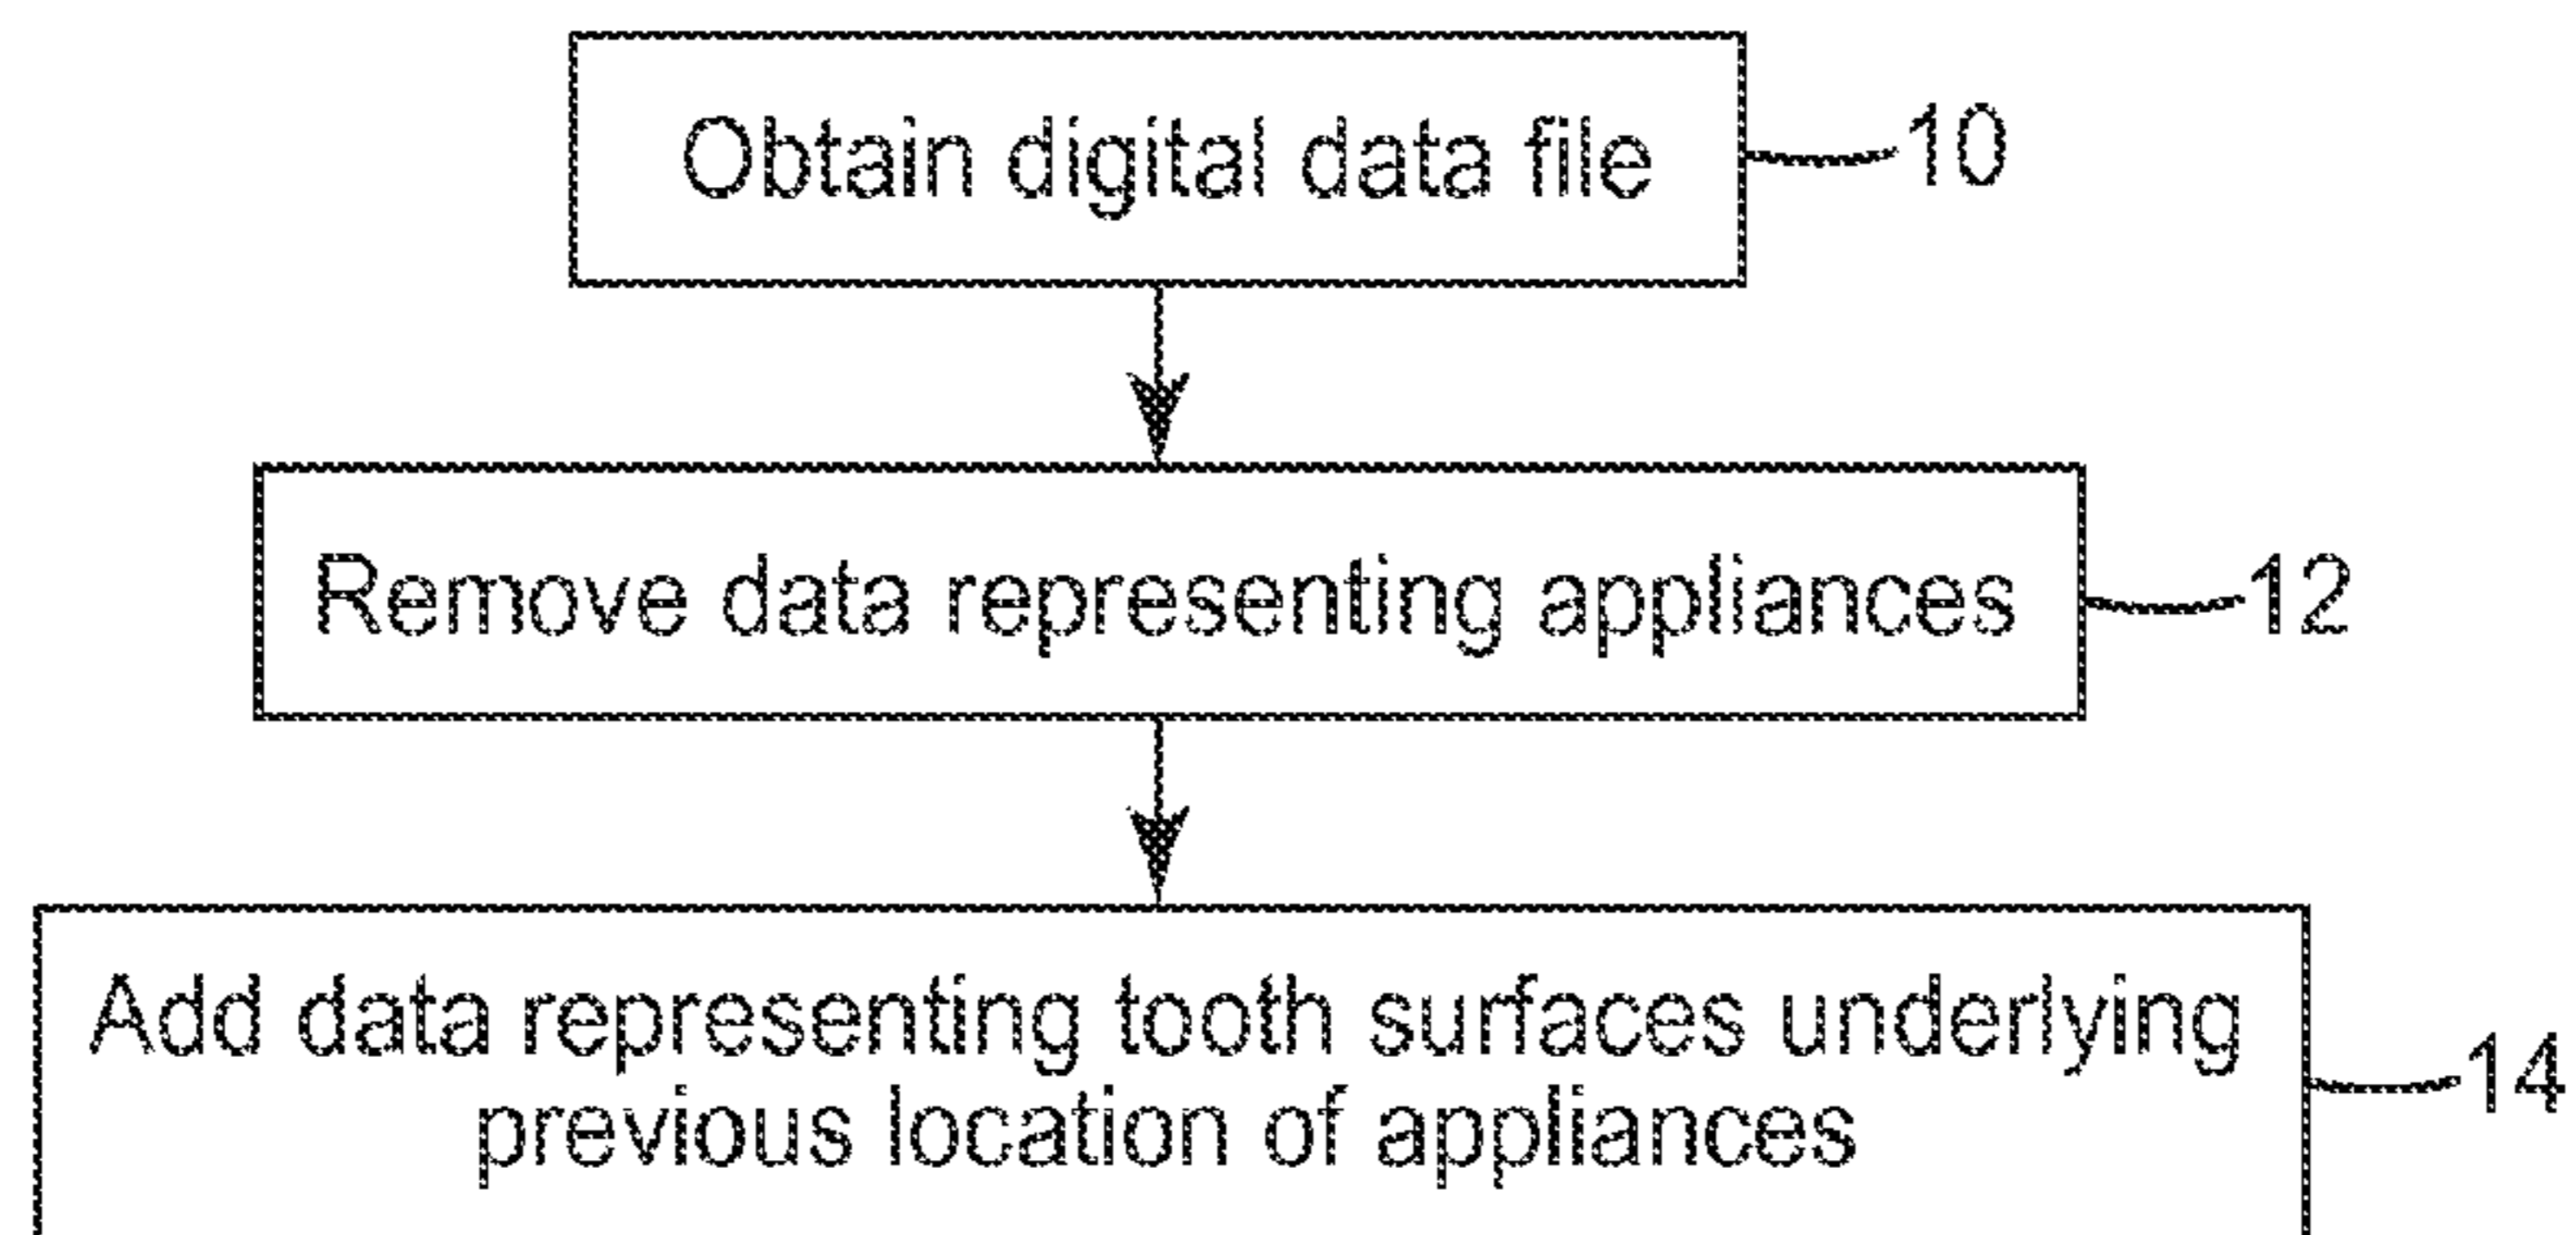 Obtain digital data file
10
Remove data representing appliances
12
Add data representing tooth surfaces underlying
previous location of appliances
14